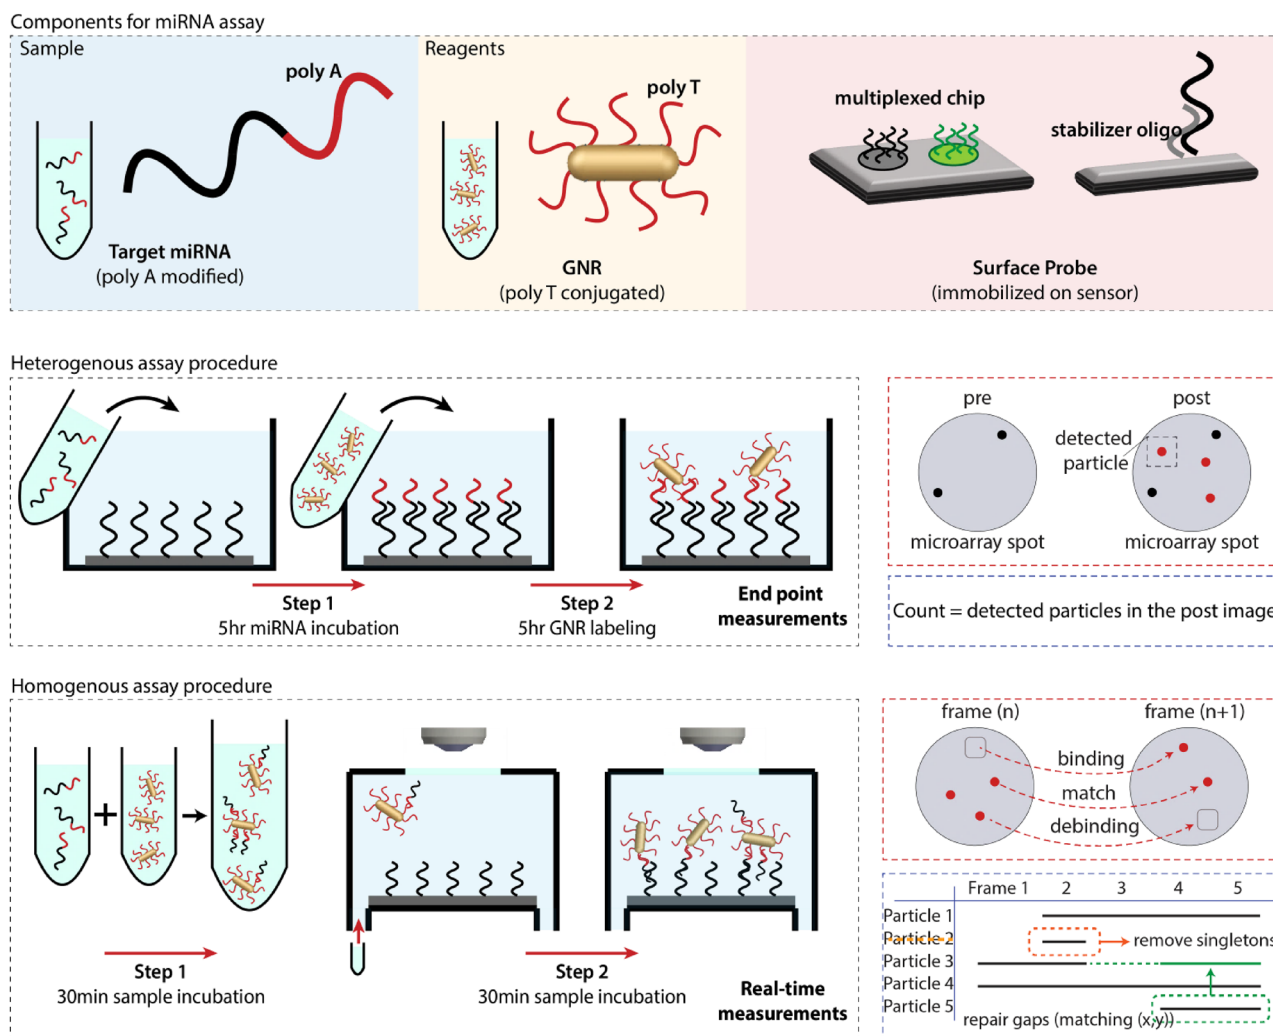 Components for miRNA assay
Sample
poly A
Target miRNA
(poly A modified)
Reagents
poly T
GNR
(poly T conjugated)
multiplexed chip
stabilizer oligo
Surface Probe
(immobilized on sensor)
Heterogenous assay procedure
Step 1
5hr miRNA incubation
Step 2
5hr GNR labeling
End point
measurements
pre
post
detected
particle
microarray spot
microarray spot
Count = detected particles in the post image
Homogenous assay procedure
+
Step 1
30min sample incubation
Step 2
30min sample incubation
Real-time
measurements
frame (n)
frame (n+1)
binding
match
debinding
Frame 1 2 3 4 5
Particle 1
Particle 2
remove singletons
Particle 3
Particle 4
Particle 5
repair gaps (matching (x,y))